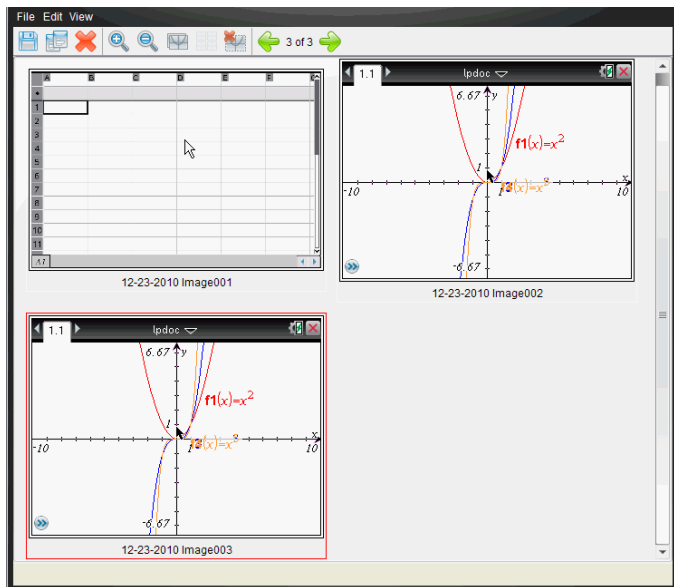 File Edit View
3 of 3
A B C D E F G
1
2
3
4
5
6
7
8
9
10
11
A1
12-23-2010 Image001
1.1 lpdoc
6.67 y
f1(x)=x²
1
x
-10 1 10
-6.67
12-23-2010 Image002
1.1 lpdoc
6.67 y
f1(x)=x²
1
x
-10 1 10
-6.67
12-23-2010 Image003